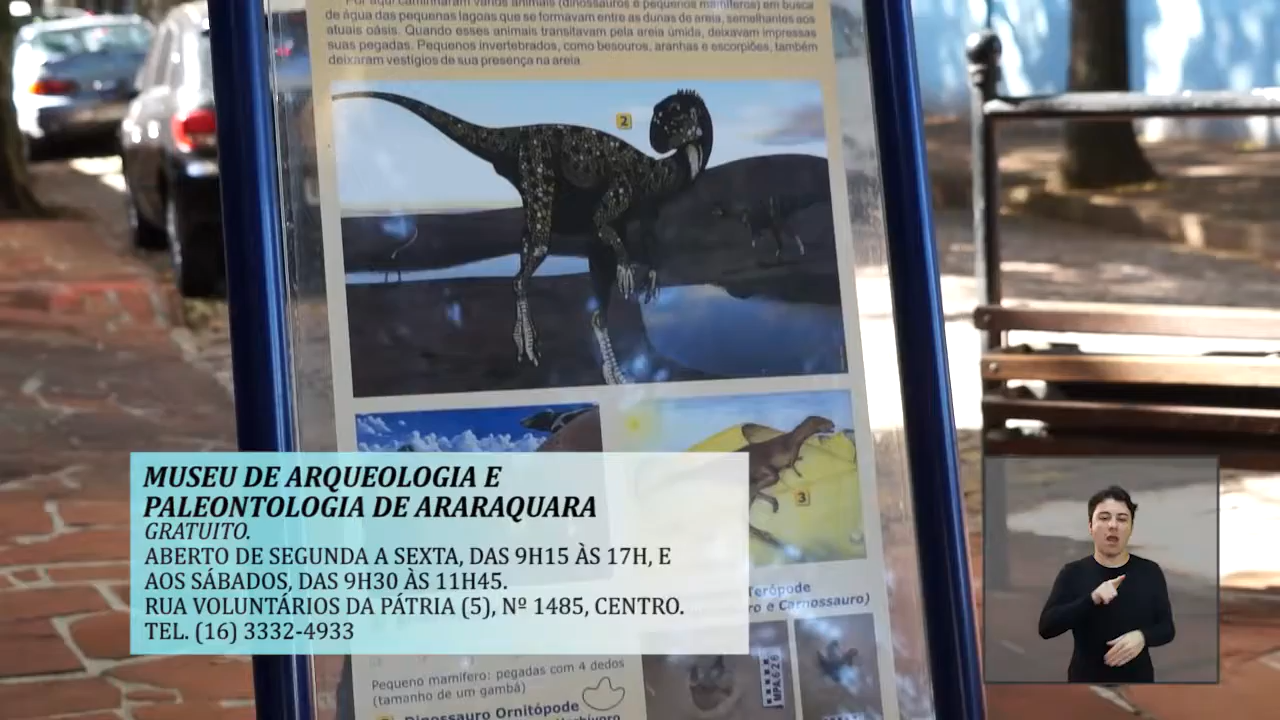 Por aqui caminharam vários animais (dinossauros e pequenos mamíferos) em busca
de água das pequenas lagoas que se formavam entre as dunas de areia, semelhantes aos
atuais oásis. Quando esses animais transitavam pela areia úmida, deixavam impressas
suas pegadas. Pequenos invertebrados, como besouros, aranhas e escorpiões, também
deixaram vestígios de sua presença na areia
2
3
MUSEU DE ARQUEOLOGIA E
PALEONTOLOGIA DE ARARAQUARA
GRATUITO.
ABERTO DE SEGUNDA A SEXTA, DAS 9H15 ÀS 17H, E
AOS SÁBADOS, DAS 9H30 ÀS 11H45.
RUA VOLUNTÁRIOS DA PÁTRIA (5), Nº 1485, CENTRO.
TEL. (16) 3332-4933
Terópode
ro e Carnossauro)
Pequeno mamífero: pegadas com 4 dedos
(tamanho de um gambá)
Dinossauro Ornitópode
MPA 626